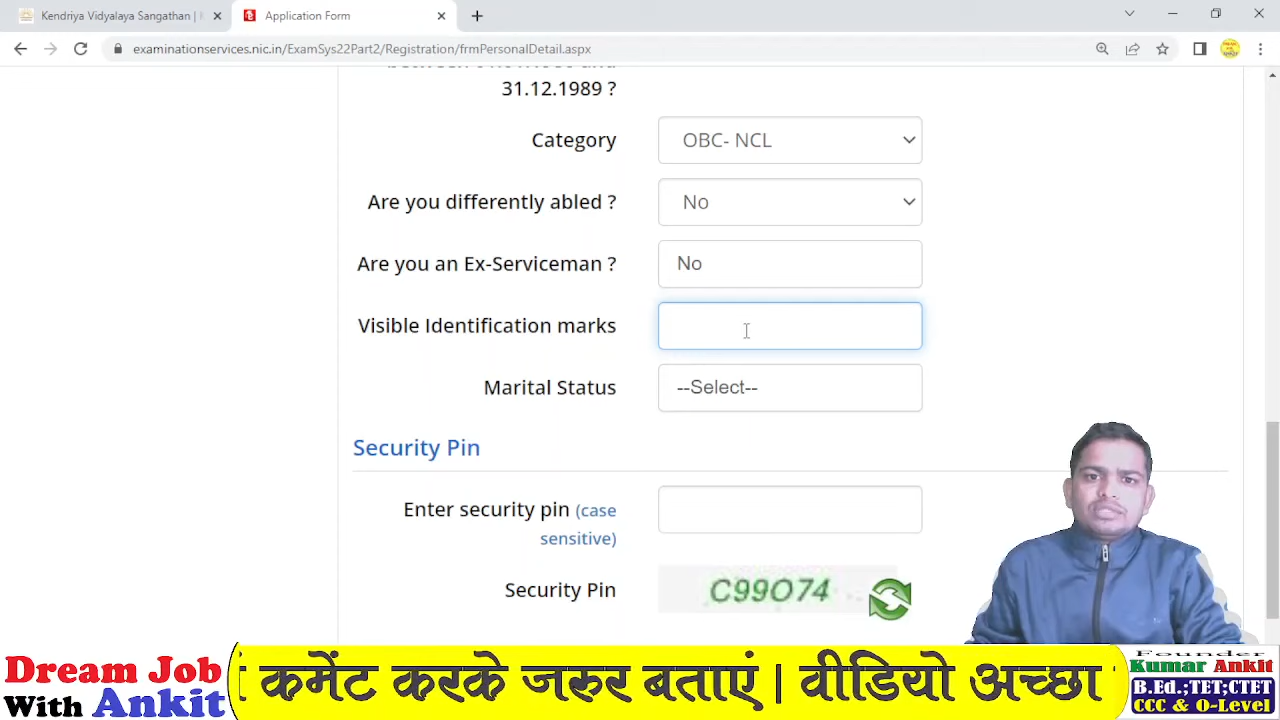 Kendriya Vidyalaya Sangathan |
Application Form
examinationservices.nic.in/ExamSys22Part2/Registration/frmPersonalDetail.aspx
31.12.1989 ?
Category
OBC- NCL
Are you differently abled ?
No
Are you an Ex-Serviceman ?
No
Visible Identification marks
Marital Status
--Select--
Security Pin
Enter security pin (case
sensitive)
Security Pin
C99O74
Dream Job
With Ankit
कमेंट करके जरुर बताएं | वीडियो अच्छा
Founder
Kumar Ankit
B.Ed.;TET;CTET
CCC & O-Level